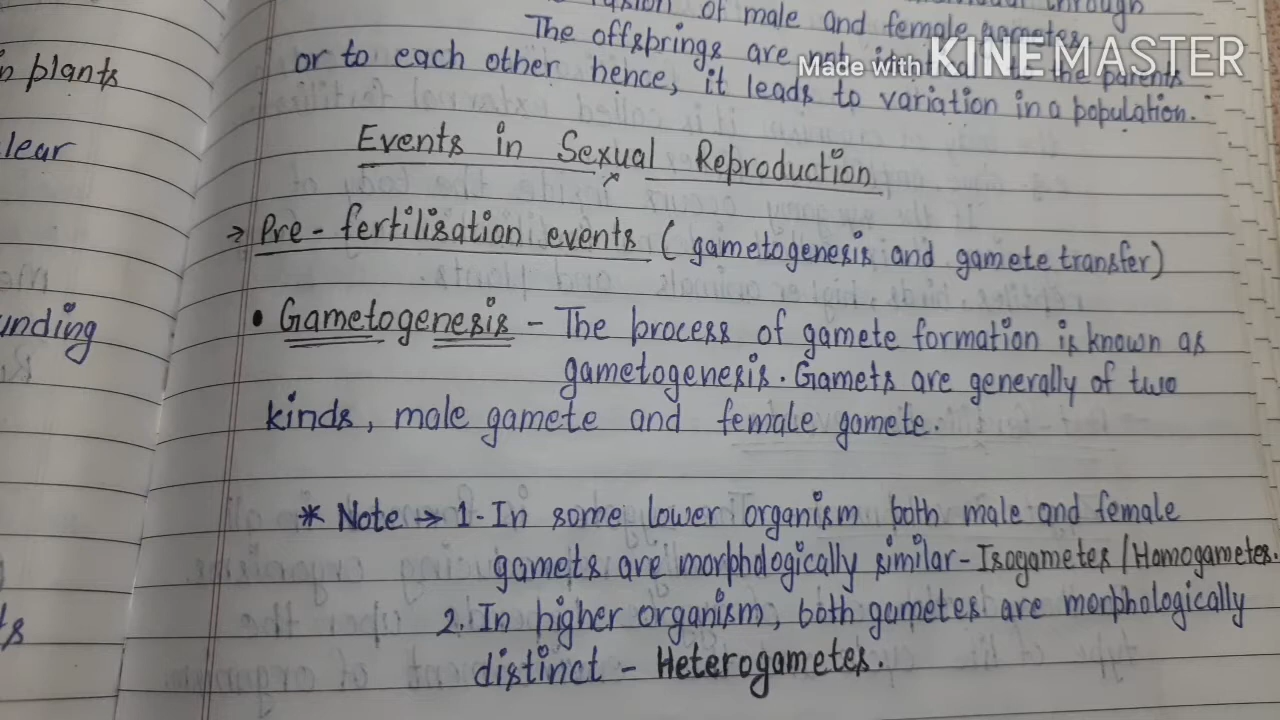 of male and female gametes
The offsprings are not to the parents
or to each other hence, it leads to variation in a population.
Made with KINEMASTER
n plants
lear
Events in Sexual Reproduction
→ Pre-fertilisation events (gametogenesis and gamete transfer)
unding
• Gametogenesis - The process of gamete formation is known as
gametogenesis. Gamets are generally of two
kinds, male gamete and female gamete.
* Note → 1. In some lower organism both male and female
gamets are morphologically similar - Isogametes / Homogametes.
2. In higher organism, both gametes are morphologically
distinct - Heterogametes.